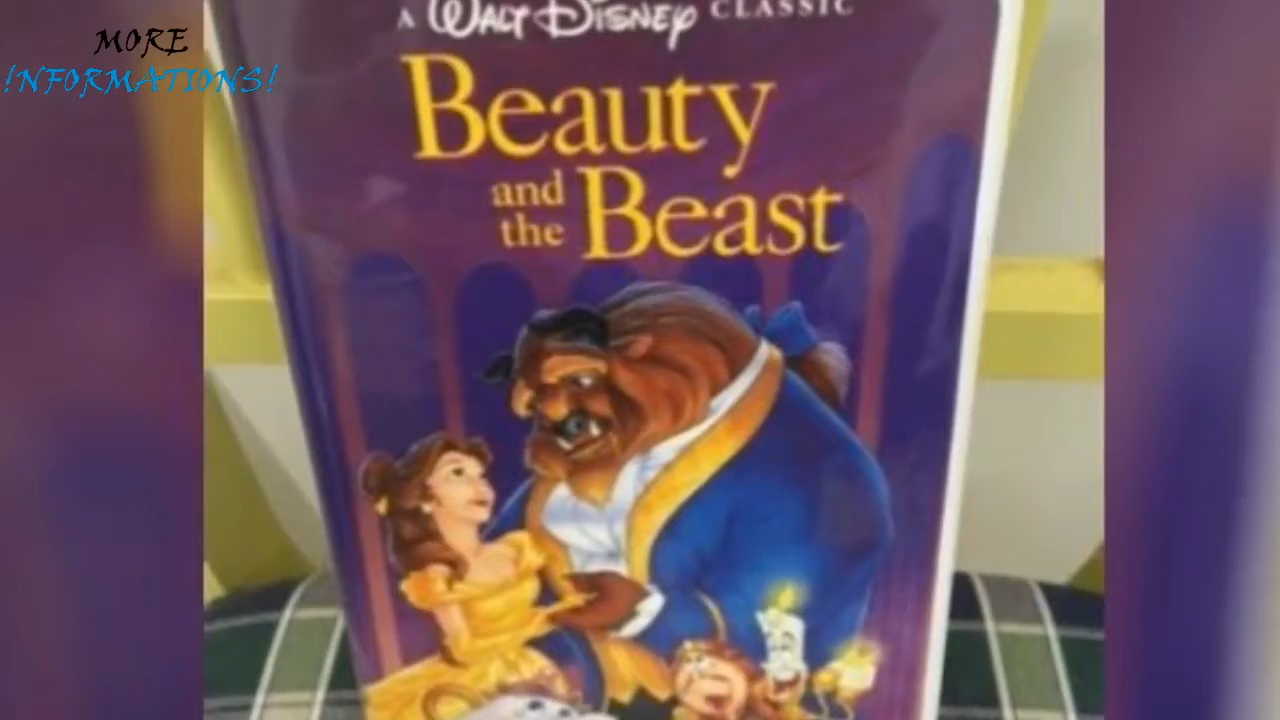 MORE
!NFORMATIONS!
A WALT DISNEY CLASSIC
Beauty
and
the Beast